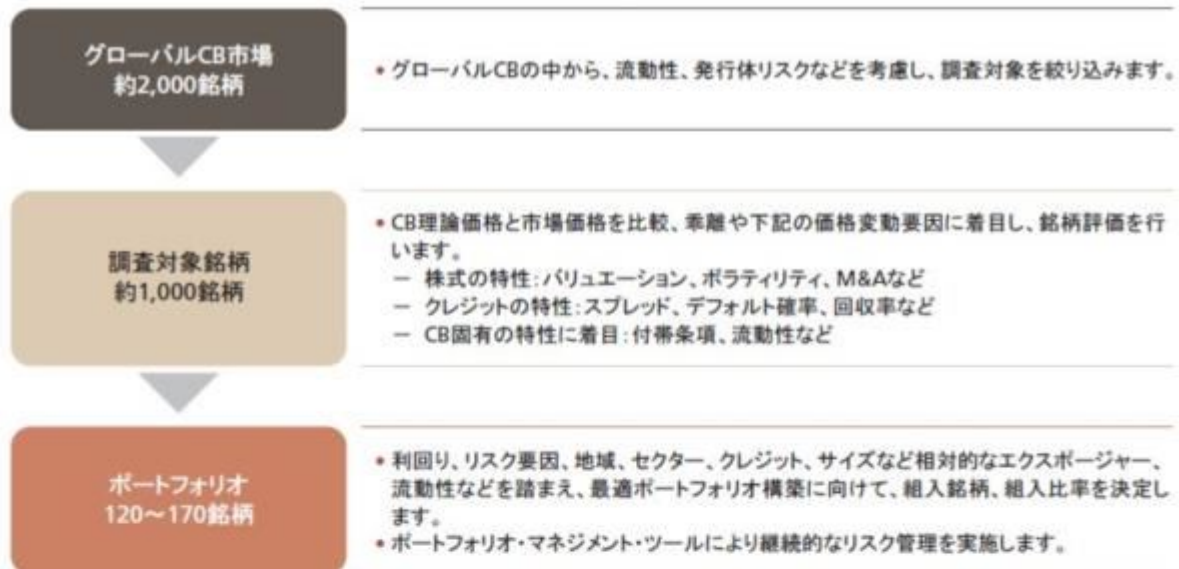 グローバルCB市場
約2,000銘柄
• グローバルCBの中から、流動性、発行体リスクなどを考慮し、調査対象を絞り込みます。
調査対象銘柄
約1,000銘柄
• CB理論価格と市場価格を比較、乖離や下記の価格変動要因に着目し、銘柄評価を行
います。
― 株式の特性：バリュエーション、ボラティリティ、M&Aなど
― クレジットの特性：スプレッド、デフォルト確率、回収率など
― CB固有の特性に着目：付帯条項、流動性など
ポートフォリオ
120～170銘柄
• 利回り、リスク要因、地域、セクター、クレジット、サイズなど相対的なエクスポージャー、
流動性などを踏まえ、最適ポートフォリオ構築に向けて、組入銘柄、組入比率を決定し
ます。
• ポートフォリオ・マネジメント・ツールにより継続的なリスク管理を実施します。